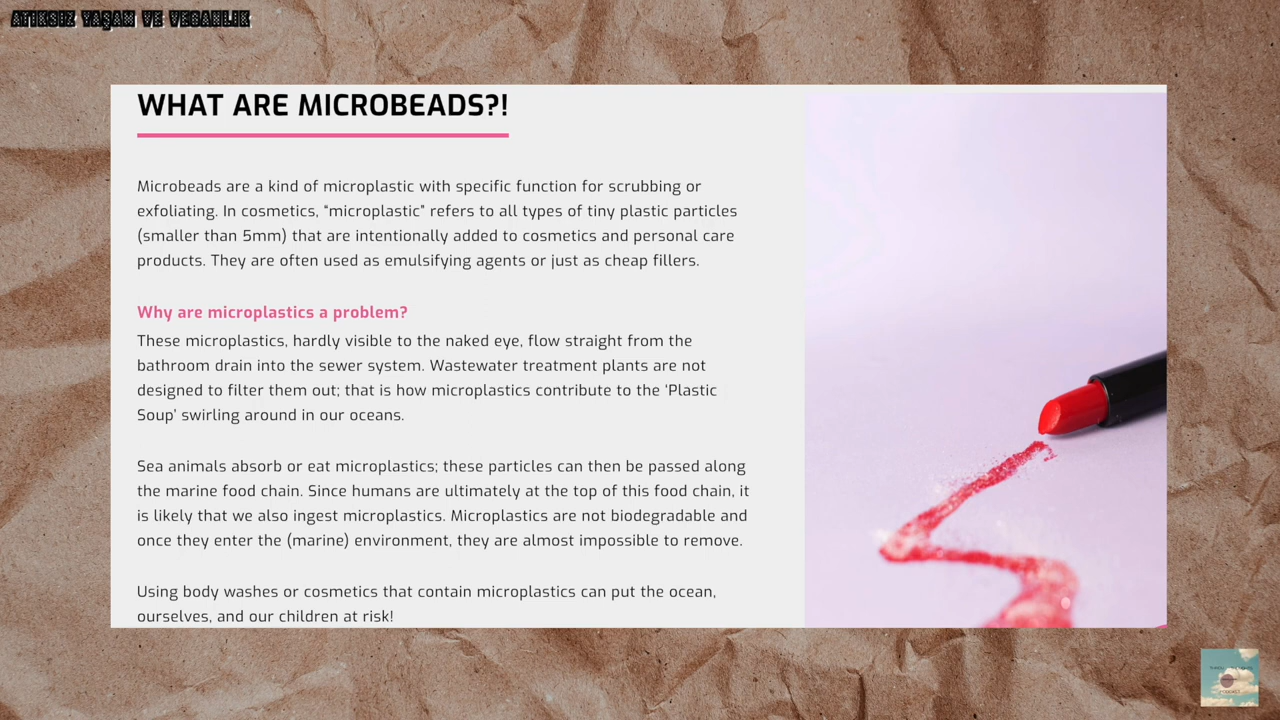 ATIKSIZ YAŞAM VE VEGANLIK
WHAT ARE MICROBEADS?!
Microbeads are a kind of microplastic with specific function for scrubbing or
exfoliating. In cosmetics, “microplastic” refers to all types of tiny plastic particles
(smaller than 5mm) that are intentionally added to cosmetics and personal care
products. They are often used as emulsifying agents or just as cheap fillers.
Why are microplastics a problem?
These microplastics, hardly visible to the naked eye, flow straight from the
bathroom drain into the sewer system. Wastewater treatment plants are not
designed to filter them out; that is how microplastics contribute to the ‘Plastic
Soup’ swirling around in our oceans.
Sea animals absorb or eat microplastics; these particles can then be passed along
the marine food chain. Since humans are ultimately at the top of this food chain, it
is likely that we also ingest microplastics. Microplastics are not biodegradable and
once they enter the (marine) environment, they are almost impossible to remove.
Using body washes or cosmetics that contain microplastics can put the ocean,
ourselves, and our children at risk!
PODCAST